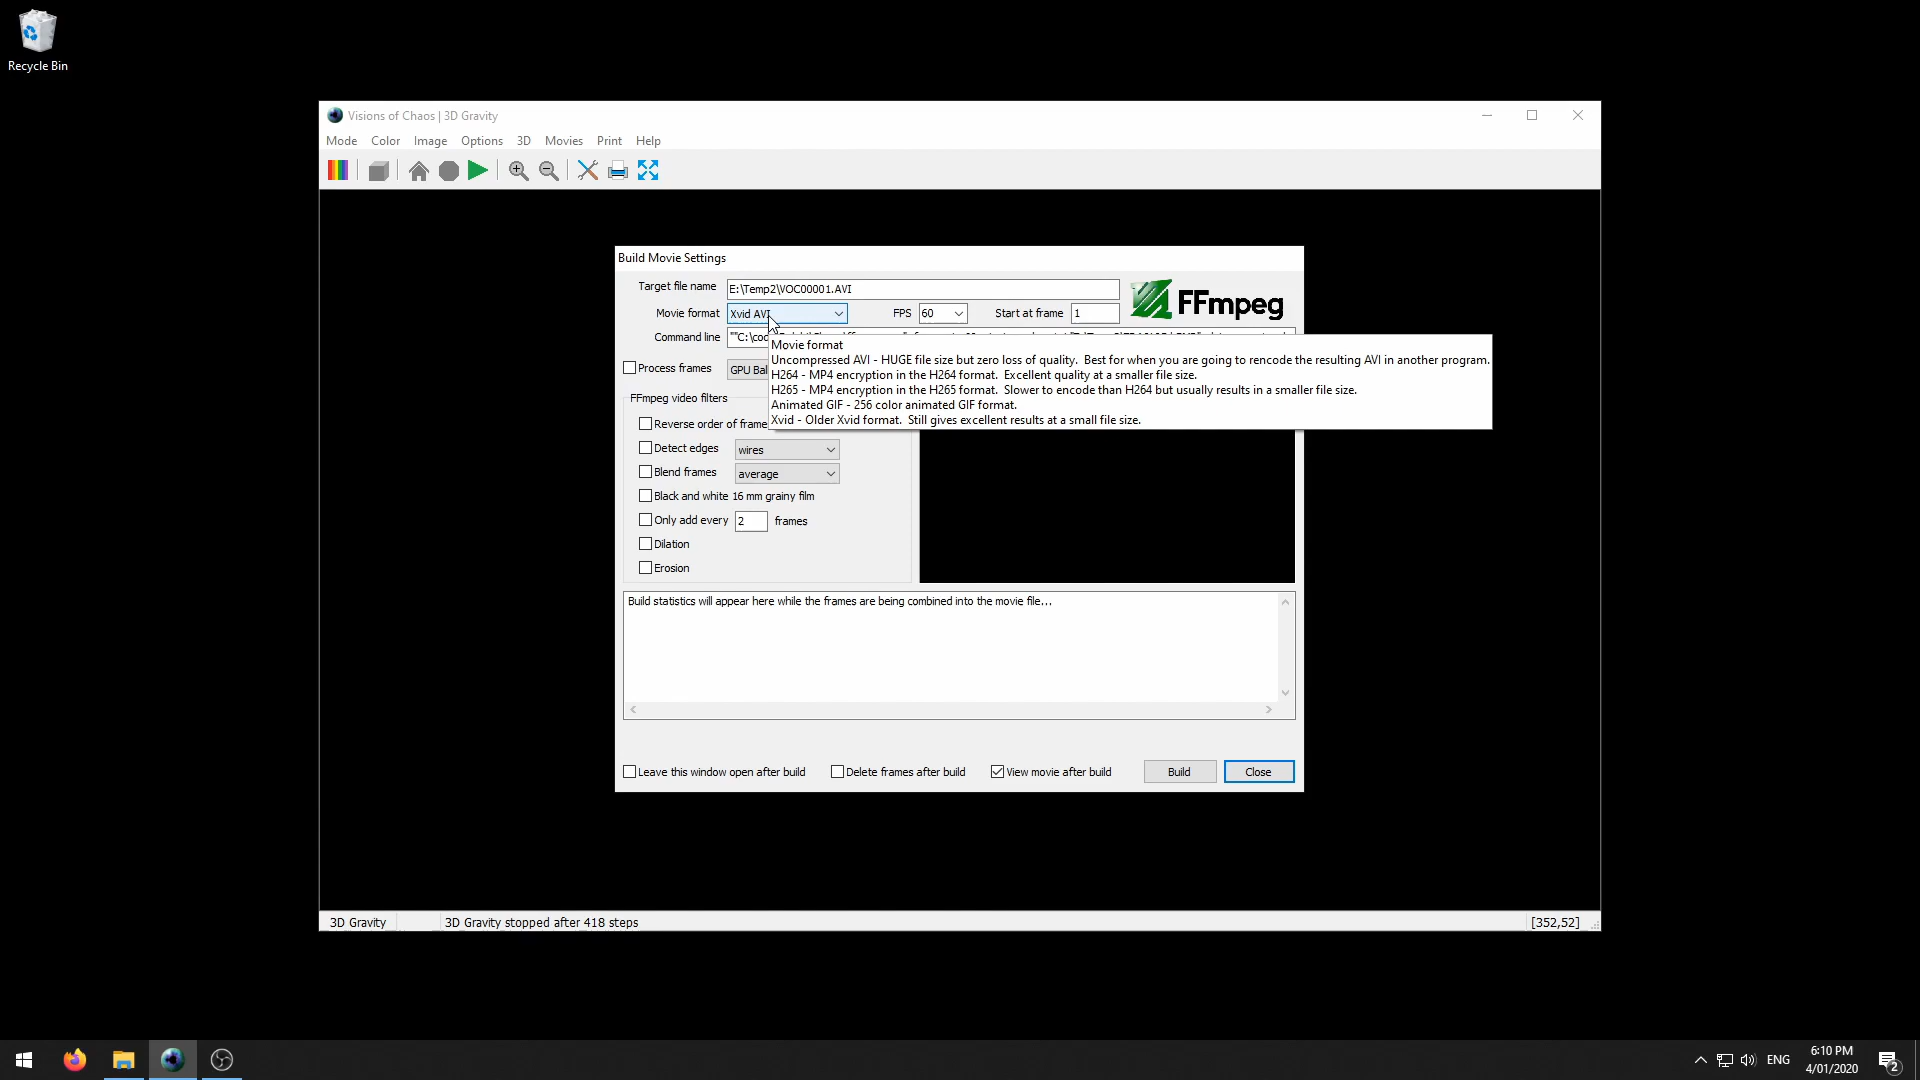 Recycle Bin
Visions of Chaos | 3D Gravity
Mode Color Image Options 3D Movies Print Help
Build Movie Settings
Target file name E:\Temp2\VOC00001.AVI
FFmpeg
Movie format Xvid AVI FPS 60 Start at frame 1
Command line ""C:\coo
Movie format
Uncompressed AVI - HUGE file size but zero loss of quality. Best for when you are going to rencode the resulting AVI in another program.
H264 - MP4 encryption in the H264 format. Excellent quality at a smaller file size.
H265 - MP4 encryption in the H265 format. Slower to encode than H264 but usually results in a smaller file size.
Animated GIF - 256 color animated GIF format.
Xvid - Older Xvid format. Still gives excellent results at a small file size.
Process frames GPU Bal
FFmpeg video filters
Reverse order of frame
Detect edges wires
Blend frames average
Black and white 16 mm grainy film
Only add every 2 frames
Dilation
Erosion
Build statistics will appear here while the frames are being combined into the movie file...
Leave this window open after build Delete frames after build View movie after build Build Close
3D Gravity 3D Gravity stopped after 418 steps [352,52]
ENG 6:10 PM
4/01/2020
2